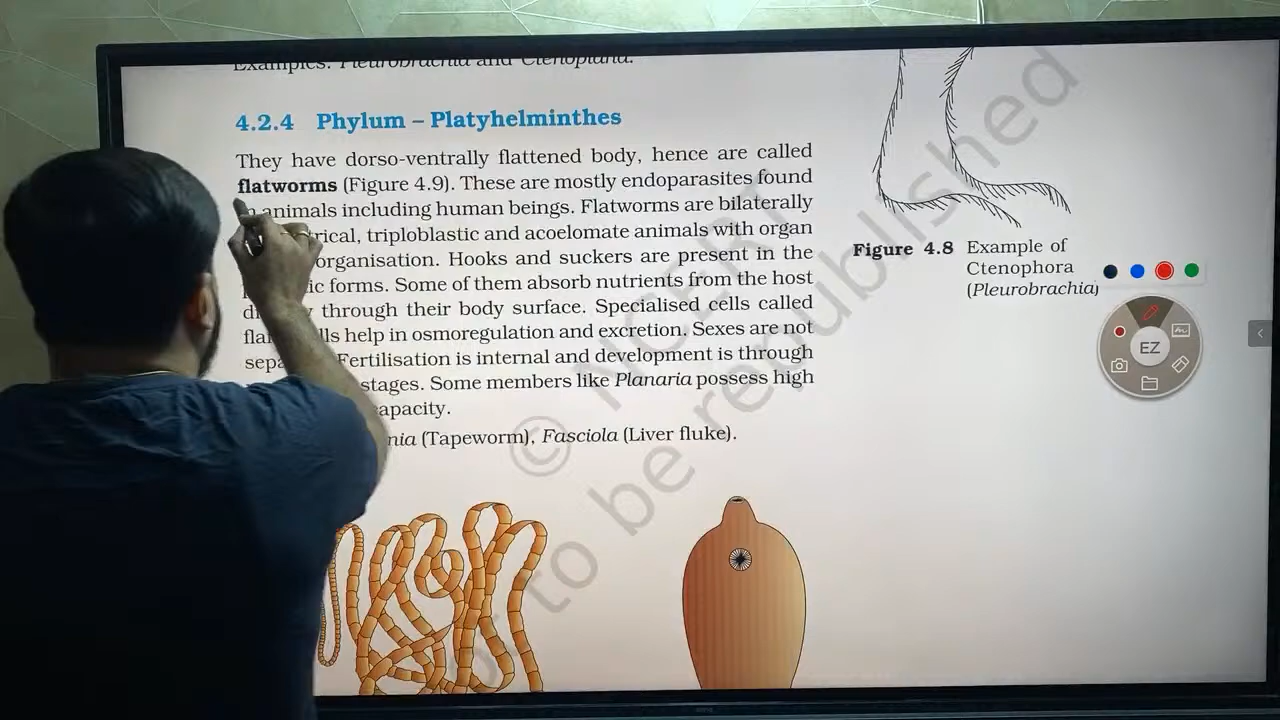 Examples: Pleurobrachia and Ctenoplana.
4.2.4 Phylum – Platyhelminthes
They have dorso-ventrally flattened body, hence are called
flatworms (Figure 4.9). These are mostly endoparasites found
animals including human beings. Flatworms are bilaterally
rical, triploblastic and acoelomate animals with organ
organisation. Hooks and suckers are present in the
ic forms. Some of them absorb nutrients from the host
through their body surface. Specialised cells called
help in osmoregulation and excretion. Sexes are not
Fertilisation is internal and development is through
stages. Some members like Planaria possess high
apacity.
nia (Tapeworm), Fasciola (Liver fluke).
Figure 4.8 Example of
Ctenophora
(Pleurobrachia)
EZ
© NCERT
to be republished